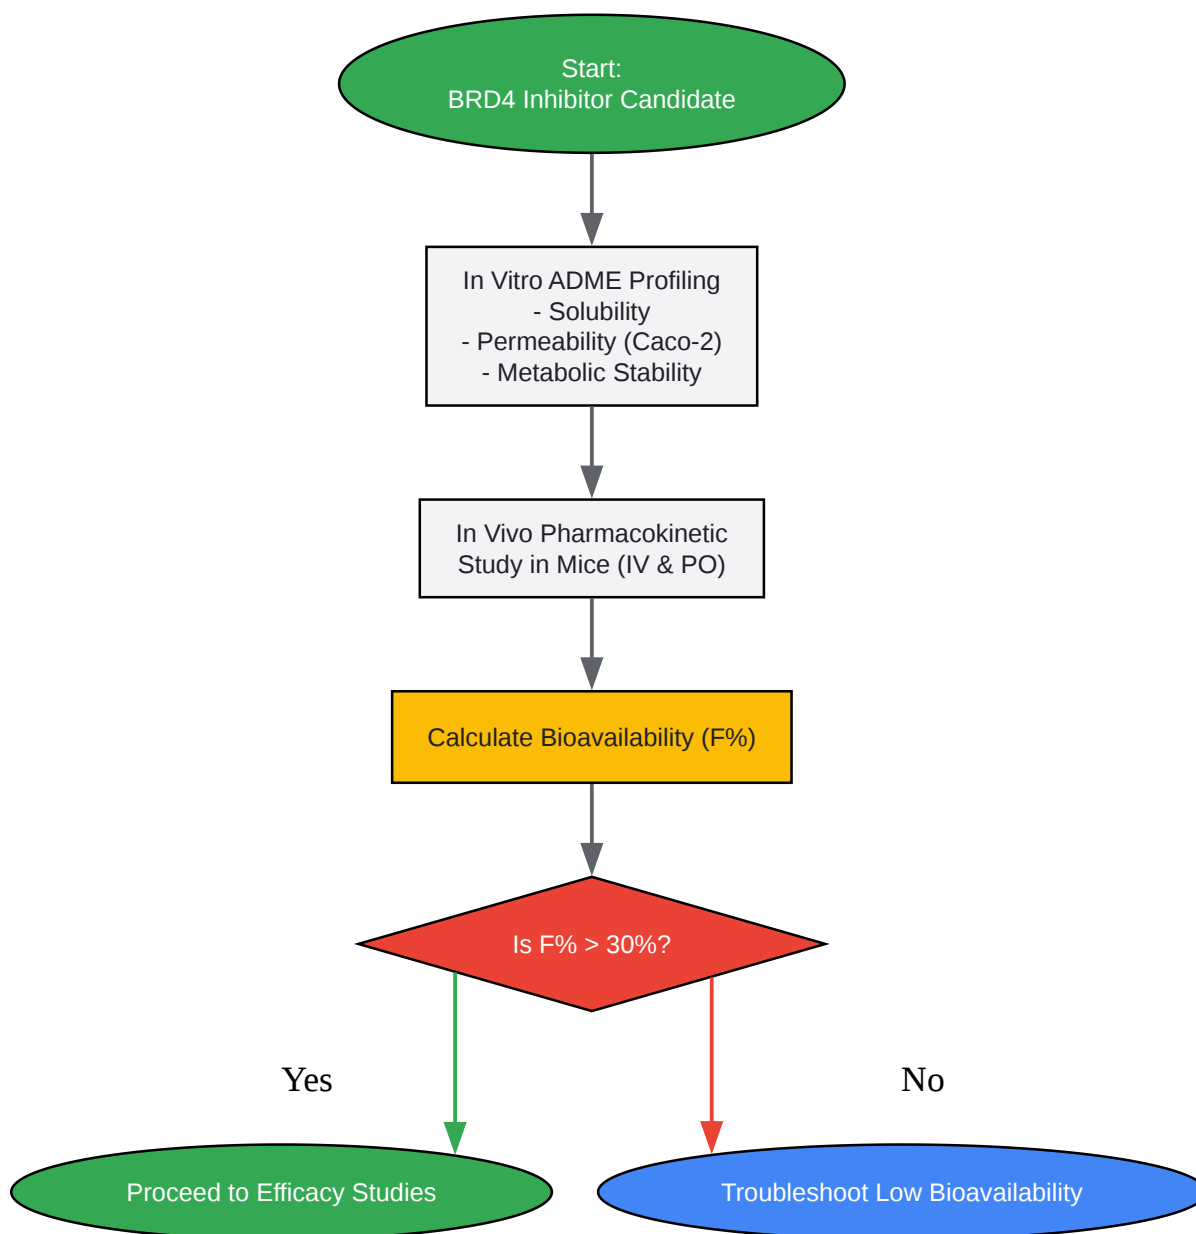 Start:
BRD4 Inhibitor Candidate
In Vitro ADME Profiling
- Solubility
- Permeability (Caco-2)
- Metabolic Stability
In Vivo Pharmacokinetic
Study in Mice (IV & PO)
Calculate Bioavailability (F%)
Is F% > 30%?
Yes
No
Proceed to Efficacy Studies
Troubleshoot Low Bioavailability